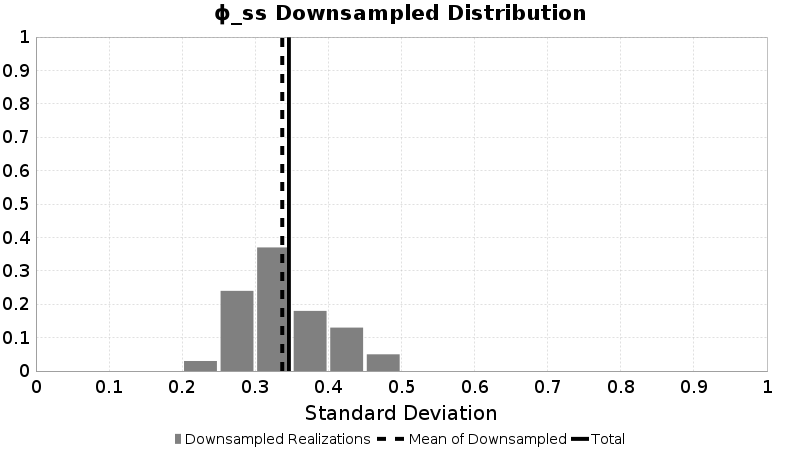 ϕ_ss Downsampled Distribution
1
0.9
0.8
0.7
0.6
0.5
0.4
0.3
0.2
0.1
0
0 0.1 0.2 0.3 0.4 0.5 0.6 0.7 0.8 0.9 1
Standard Deviation
Downsampled Realizations Mean of Downsampled Total